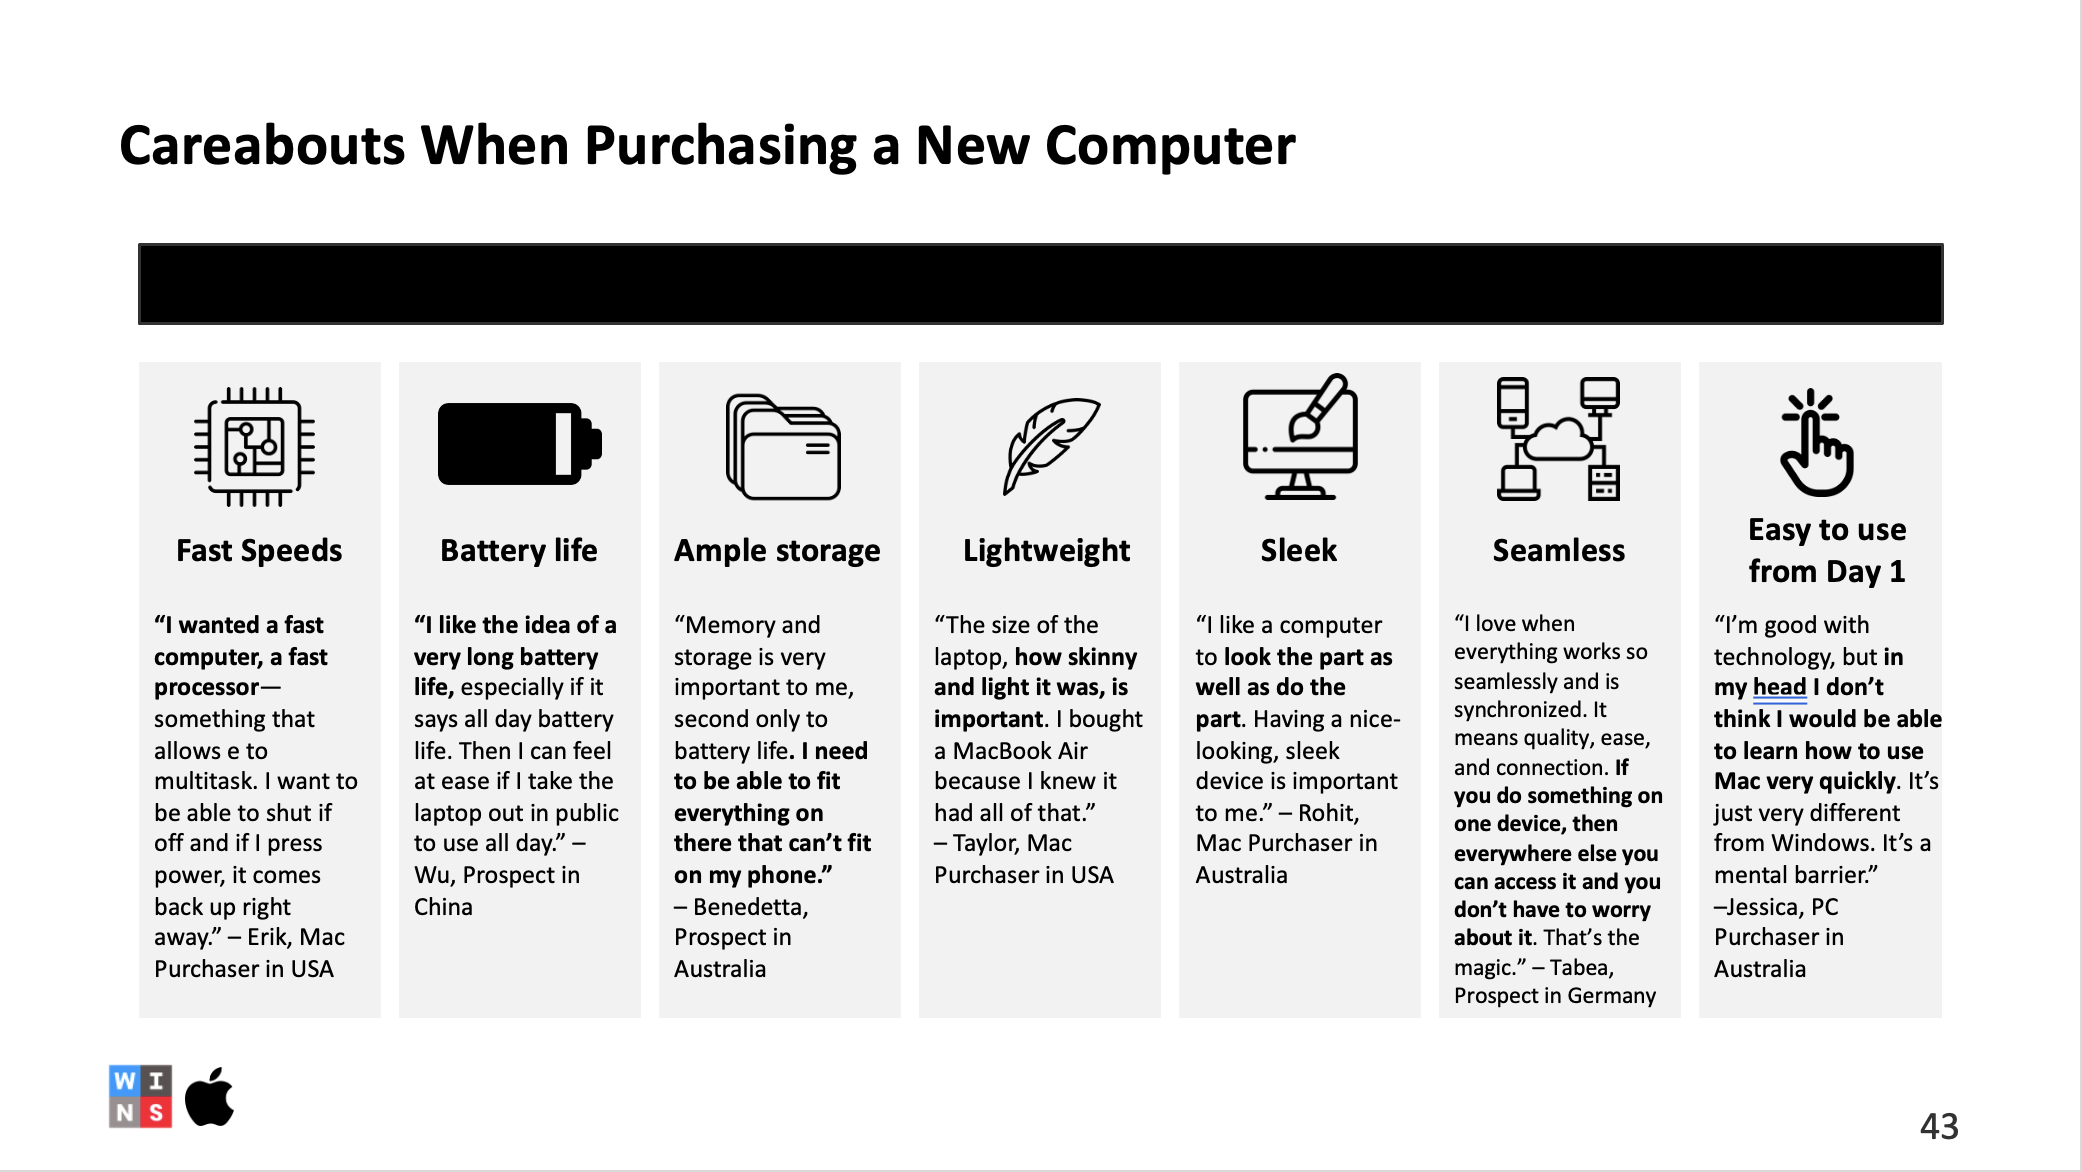 Careabouts When Purchasing a New Computer
Fast Speeds
“I wanted a fast
computer, a fast
processor—
something that
allows e to
multitask. I want to
be able to shut if
off and if I press
power, it comes
back up right
away.” – Erik, Mac
Purchaser in USA
Battery life
“I like the idea of a
very long battery
life, especially if it
says all day battery
life. Then I can feel
at ease if I take the
laptop out in public
to use all day.” –
Wu, Prospect in
China
Ample storage
“Memory and
storage is very
important to me,
second only to
battery life. I need
to be able to fit
everything on
there that can’t fit
on my phone.”
– Benedetta,
Prospect in
Australia
Lightweight
“The size of the
laptop, how skinny
and light it was, is
important. I bought
a MacBook Air
because I knew it
had all of that.”
– Taylor, Mac
Purchaser in USA
Sleek
“I like a computer
to look the part as
well as do the
part. Having a nice-
looking, sleek
device is important
to me.” – Rohit,
Mac Purchaser in
Australia
Seamless
“I love when
everything works so
seamlessly and is
synchronized. It
means quality, ease,
and connection. If
you do something on
one device, then
everywhere else you
can access it and you
don’t have to worry
about it. That’s the
magic.” – Tabea,
Prospect in Germany
Easy to use
from Day 1
“I’m good with
technology, but in
my head I don’t
think I would be able
to learn how to use
Mac very quickly. It’s
just very different
from Windows. It’s a
mental barrier.”
–Jessica, PC
Purchaser in
Australia
W I
N S
43